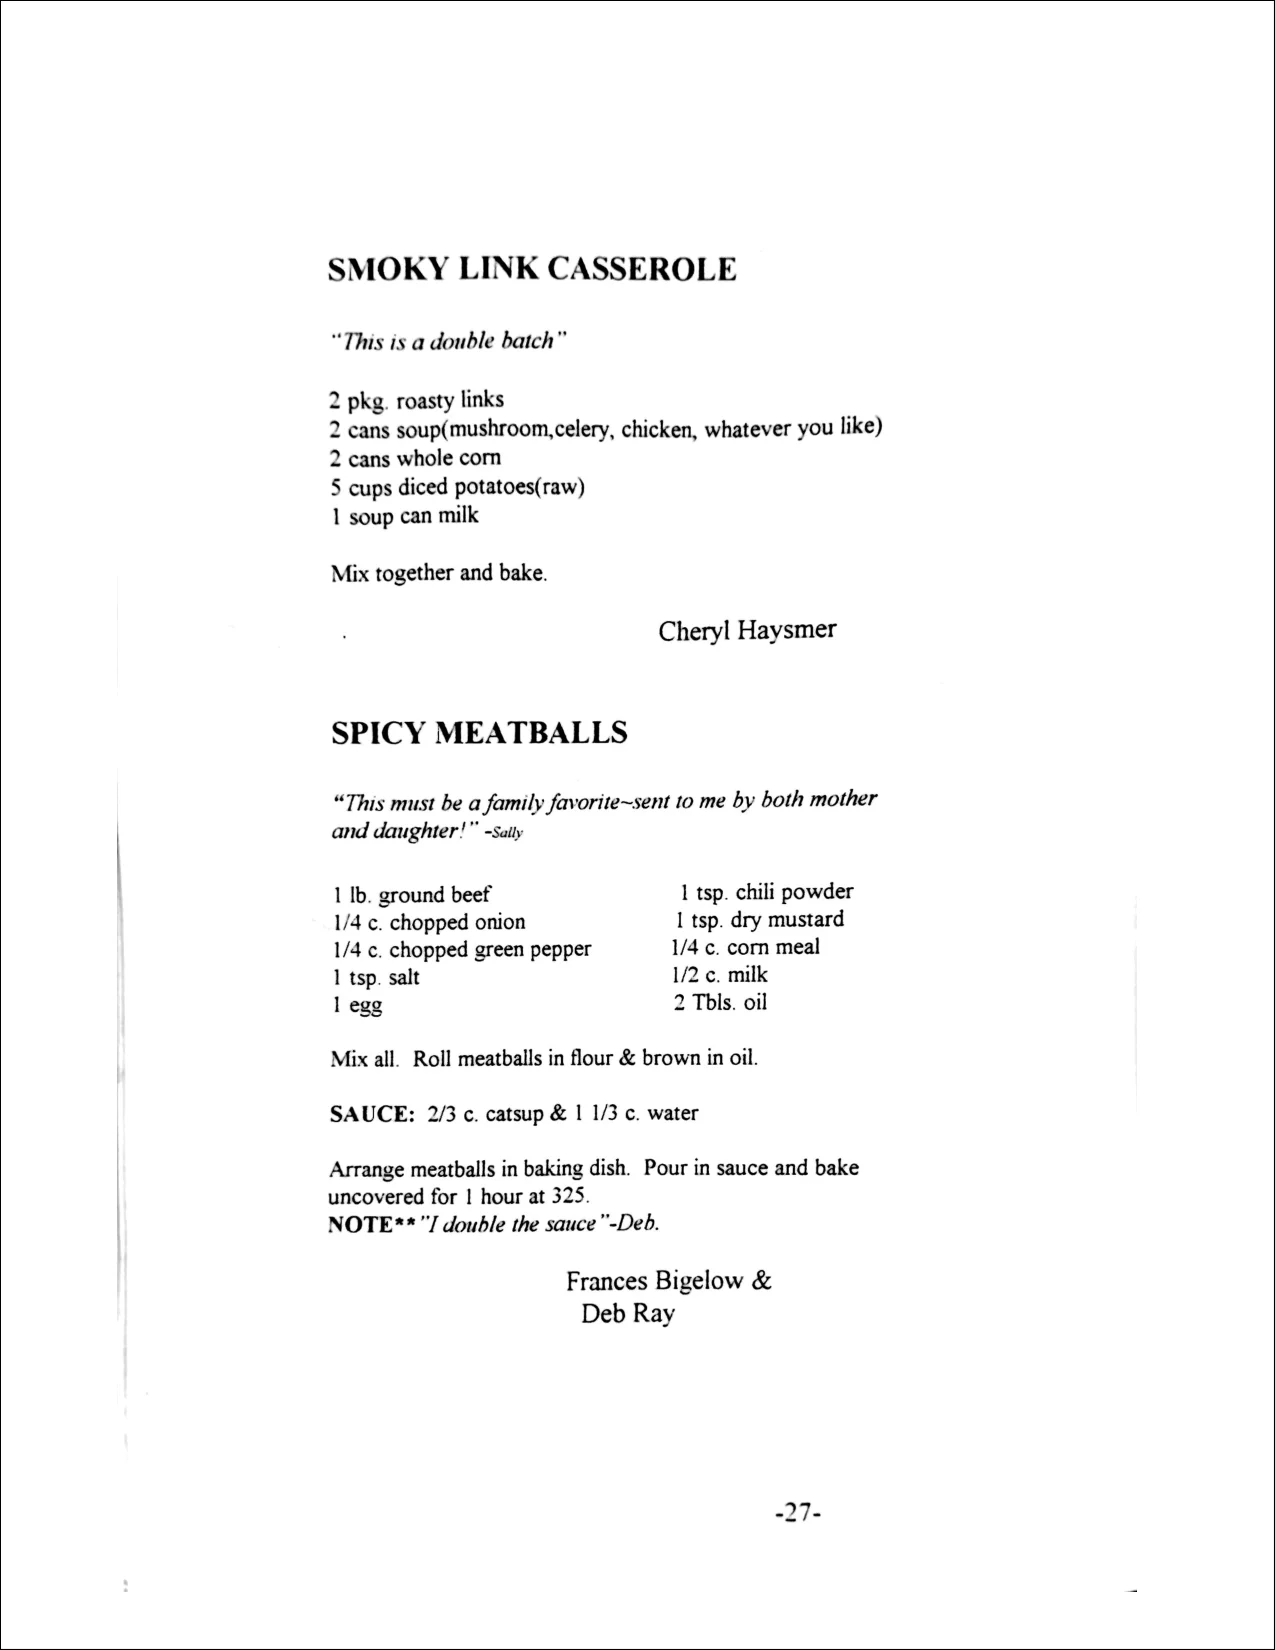 SMOKY LINK CASSEROLE
"This is a double batch"
2 pkg. roasty links
2 cans soup(mushroom,celery, chicken, whatever you like)
2 cans whole corn
5 cups diced potatoes(raw)
1 soup can milk
Mix together and bake.
Cheryl Haysmer
SPICY MEATBALLS
"This must be a family favorite~sent to me by both mother
and daughter!" -Sally
1 lb. ground beef
1/4 c. chopped onion
1/4 c. chopped green pepper
1 tsp. salt
1 egg
1 tsp. chili powder
1 tsp. dry mustard
1/4 c. corn meal
1/2 c. milk
2 Tbls. oil
Mix all. Roll meatballs in flour & brown in oil.
SAUCE: 2/3 c. catsup & 1 1/3 c. water
Arrange meatballs in baking dish. Pour in sauce and bake
uncovered for 1 hour at 325.
NOTE** "I double the sauce"-Deb.
Frances Bigelow &
Deb Ray
-27-